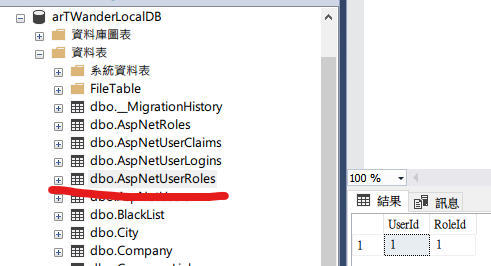 arTWanderLocalDB
資料庫圖表
資料表
系統資料表
FileTable
dbo.__MigrationHistory
dbo.AspNetRoles
dbo.AspNetUserClaims
dbo.AspNetUserLogins
dbo.AspNetUserRoles
dbo.BlackList
dbo.City
dbo.Company
100 %
結果 訊息
UserId RoleId
1 1 1